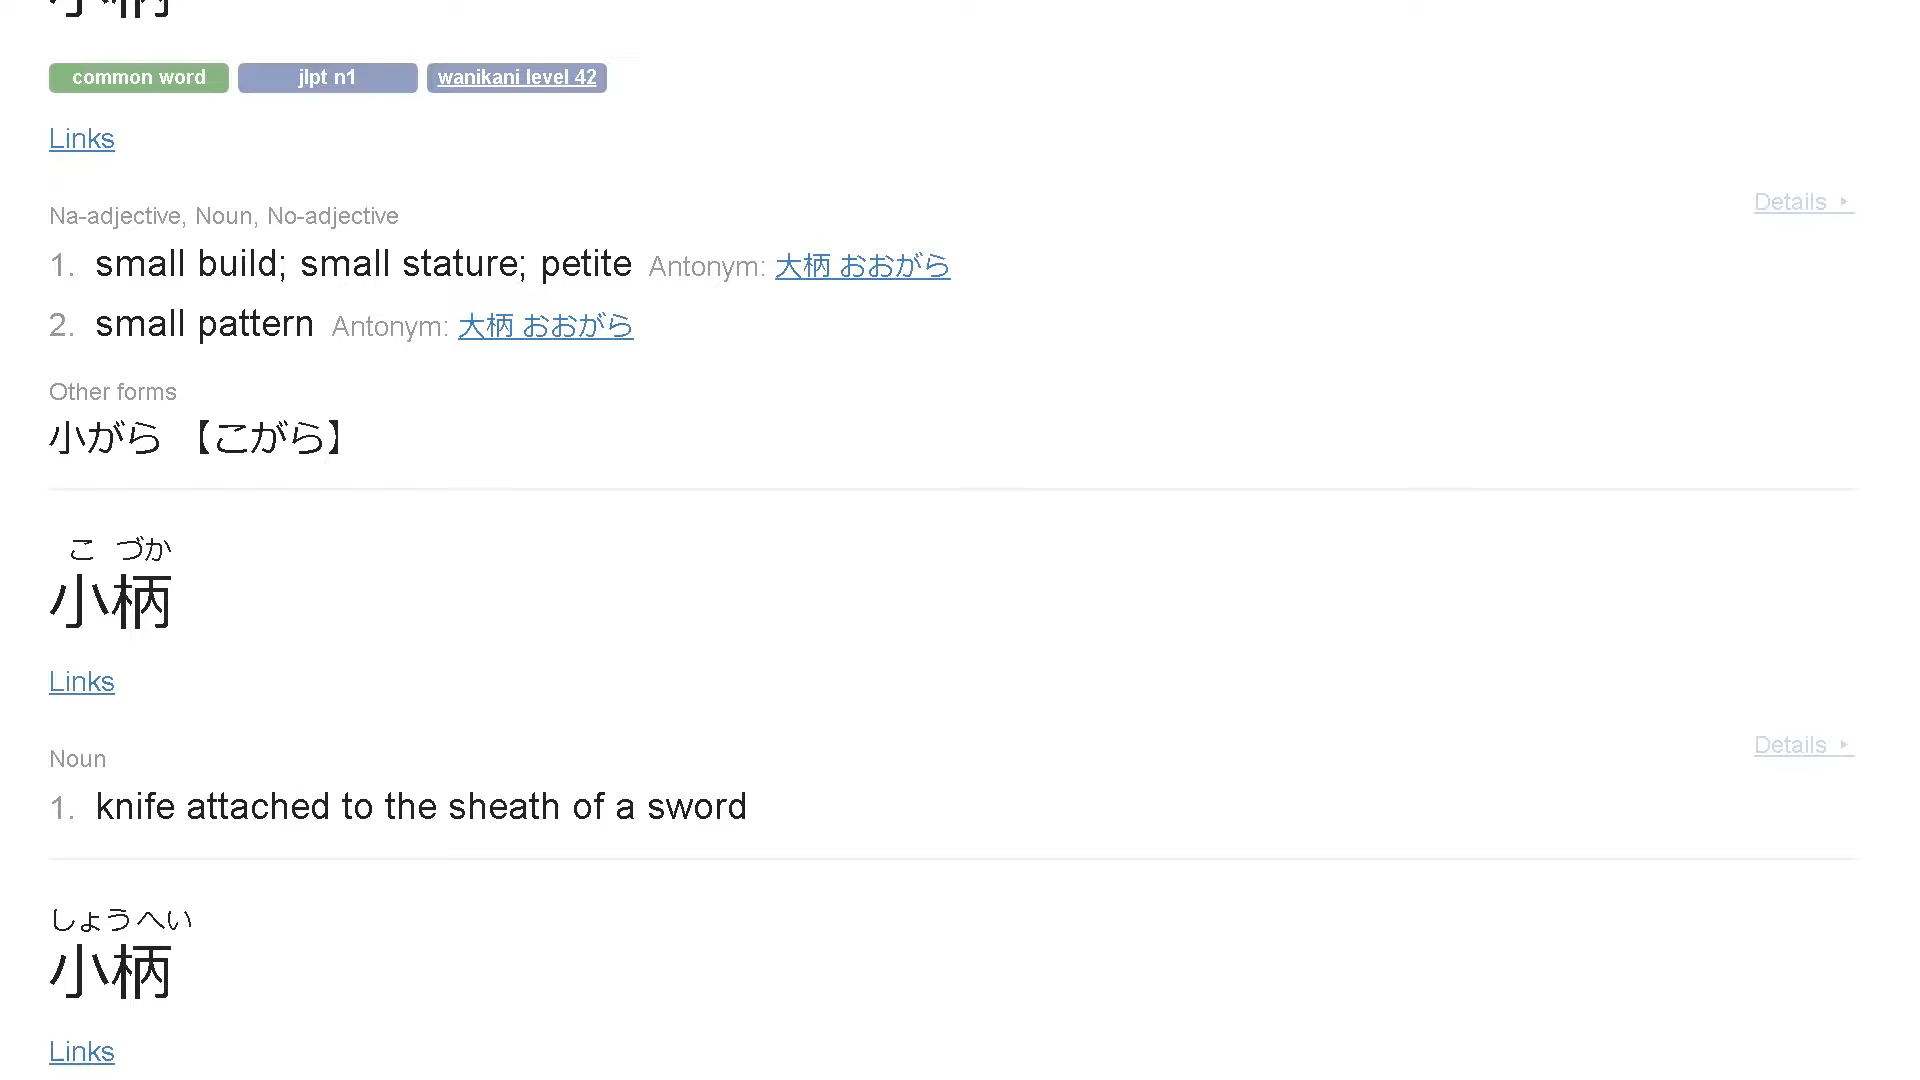 小柄
common word jlpt n1 wanikani level 42
Links
Details ▸
Na-adjective, Noun, No-adjective
1. small build; small stature; petite Antonym: 大柄 おおがら
2. small pattern Antonym: 大柄 おおがら
Other forms
小がら 【こがら】
こ づか
小柄
Links
Details ▸
Noun
1. knife attached to the sheath of a sword
しょうへい
小柄
Links